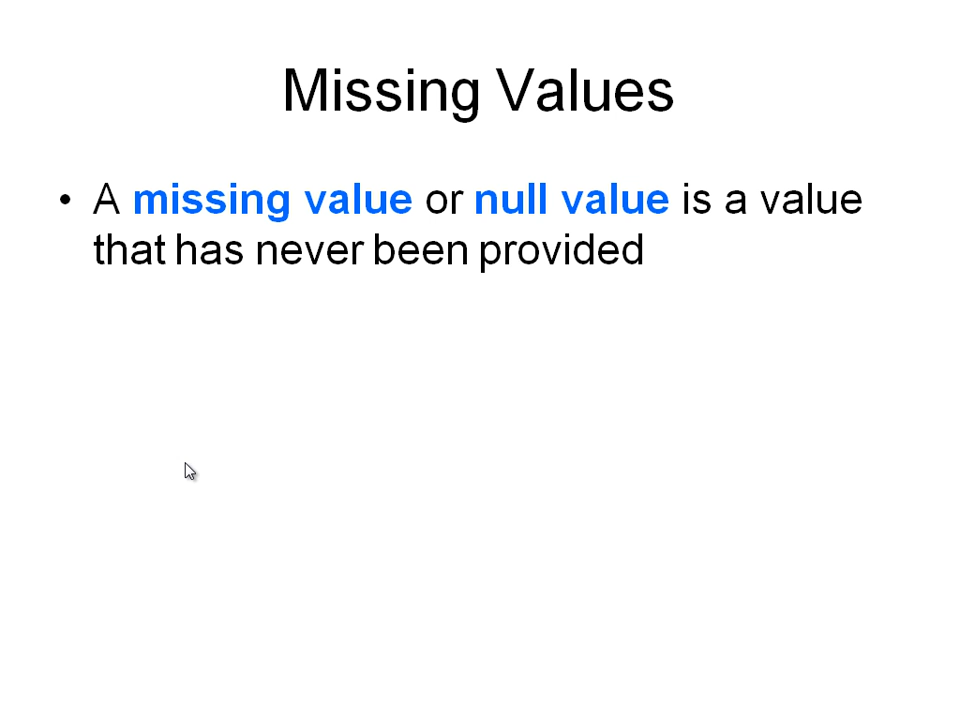 Missing Values
• A missing value or null value is a value
that has never been provided